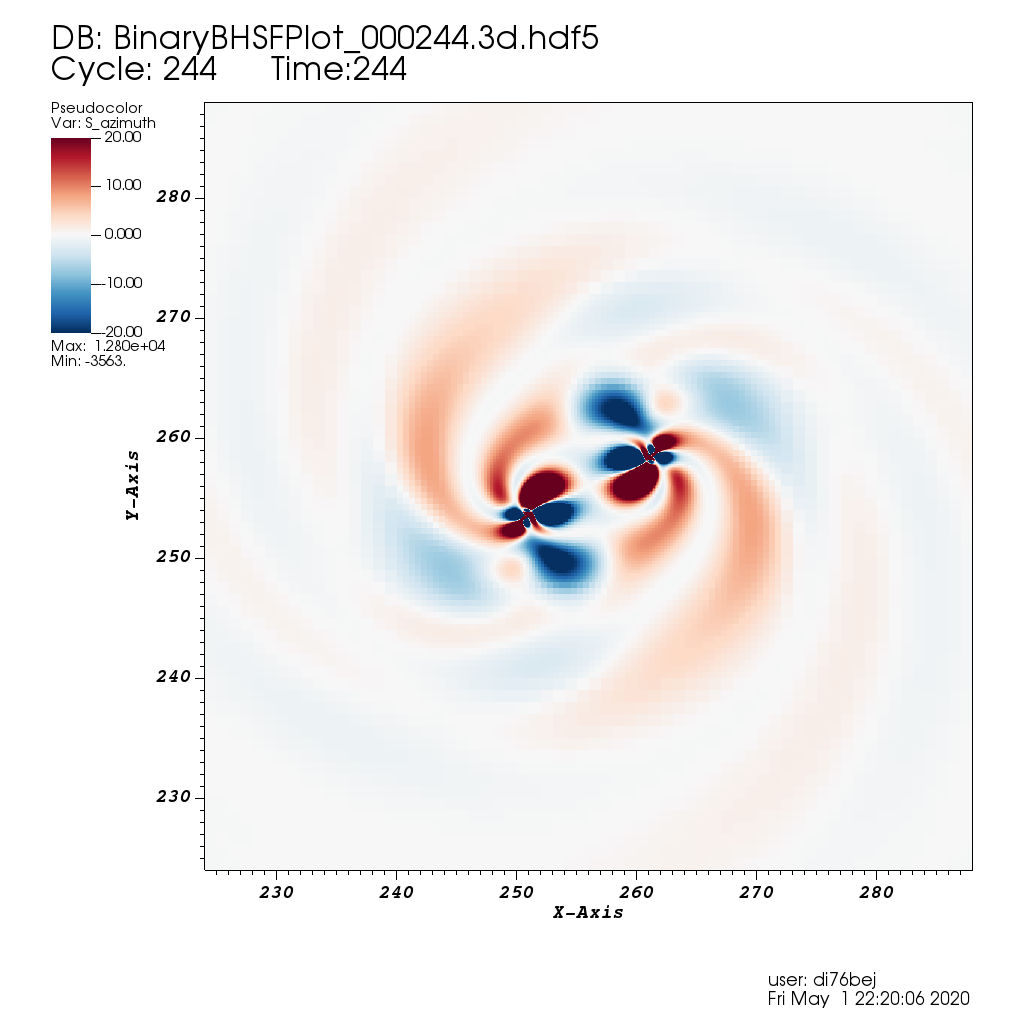 DB: BinaryBHSFPlot_000244.3d.hdf5
Cycle: 244 Time:244
Pseudocolor
Var: S_azimuth
20.00
10.00
0.000
-10.00
-20.00
Max: 1.280e+04
Min: -3563.
280
270
260
250
240
230
Y-Axis
230 240 250 260 270 280
X-Axis
user: di76bej
Fri May 1 22:20:06 2020